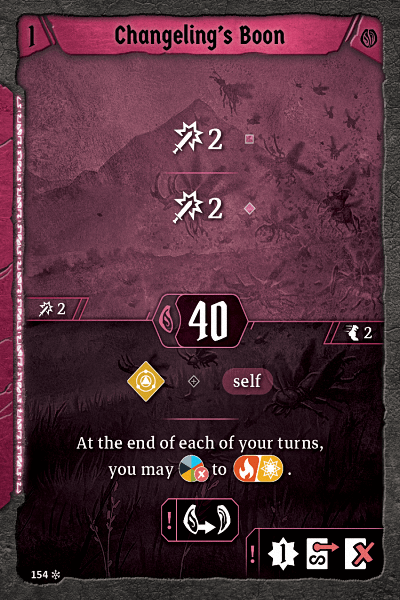 1
Changeling's Boon
2
2
2
40
2
self
At the end of each of your turns,
you may to .
!
! 1 S
154